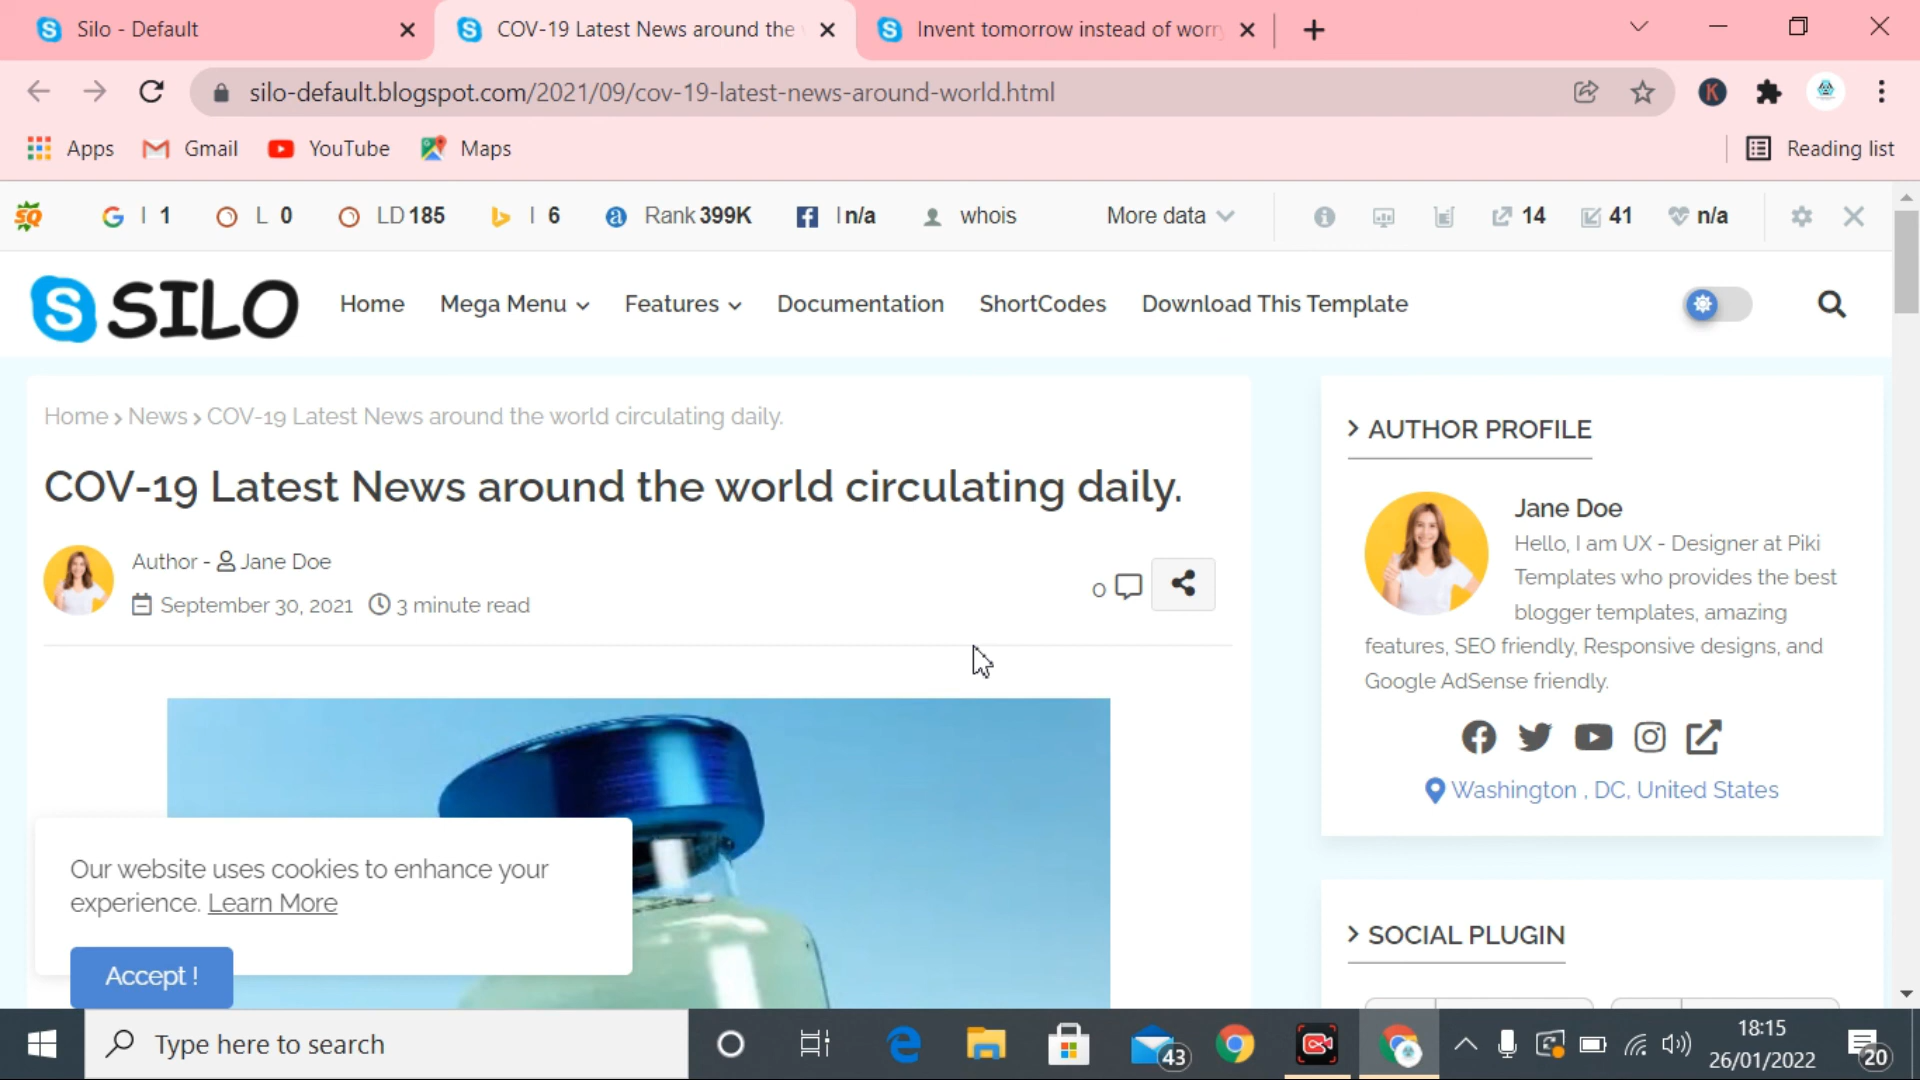 Silo - Default
COV-19 Latest News around the
Invent tomorrow instead of worr
silo-default.blogspot.com/2021/09/cov-19-latest-news-around-world.html
K
Apps Gmail YouTube Maps Reading list
SQ I 1 L 0 LD 185 I 6 Rank 399K I n/a whois More data 14 41 n/a
S SILO Home Mega Menu Features Documentation ShortCodes Download This Template
Home > News > COV-19 Latest News around the world circulating daily.
COV-19 Latest News around the world circulating daily.
Author - Jane Doe
September 30, 2021 3 minute read
0
> AUTHOR PROFILE
Jane Doe
Hello, I am UX - Designer at Piki
Templates who provides the best
blogger templates, amazing
features, SEO friendly, Responsive designs, and
Google AdSense friendly.
Washington , DC, United States
> SOCIAL PLUGIN
Our website uses cookies to enhance your
experience. Learn More
Accept !
Type here to search
43
18:15
26/01/2022
20